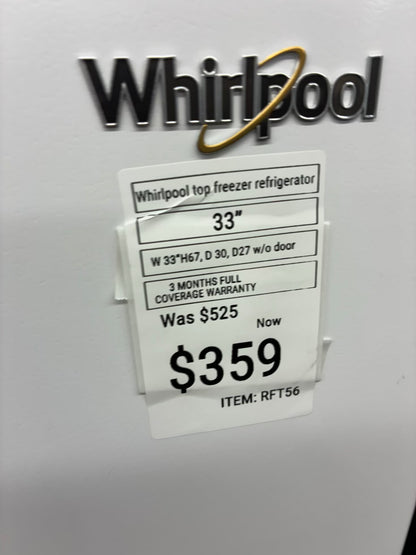 Whirlpool
Whirlpool top freezer refrigerator
33"
W 33"H67, D 30, D27 w/o door
3 MONTHS FULL
COVERAGE WARRANTY
Was $525
Now
$359
ITEM: RFT56